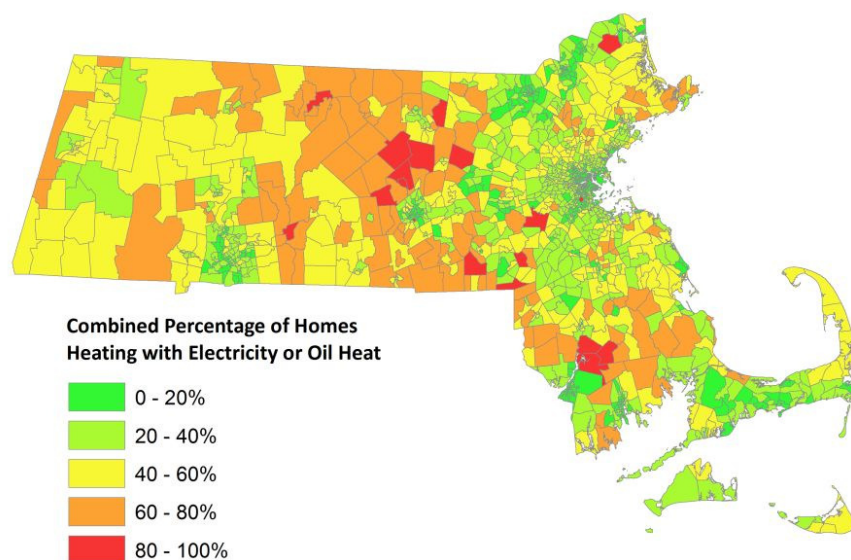 Combined Percentage of Homes
Heating with Electricity or Oil Heat
0 - 20%
20 - 40%
40 - 60%
60 - 80%
80 - 100%